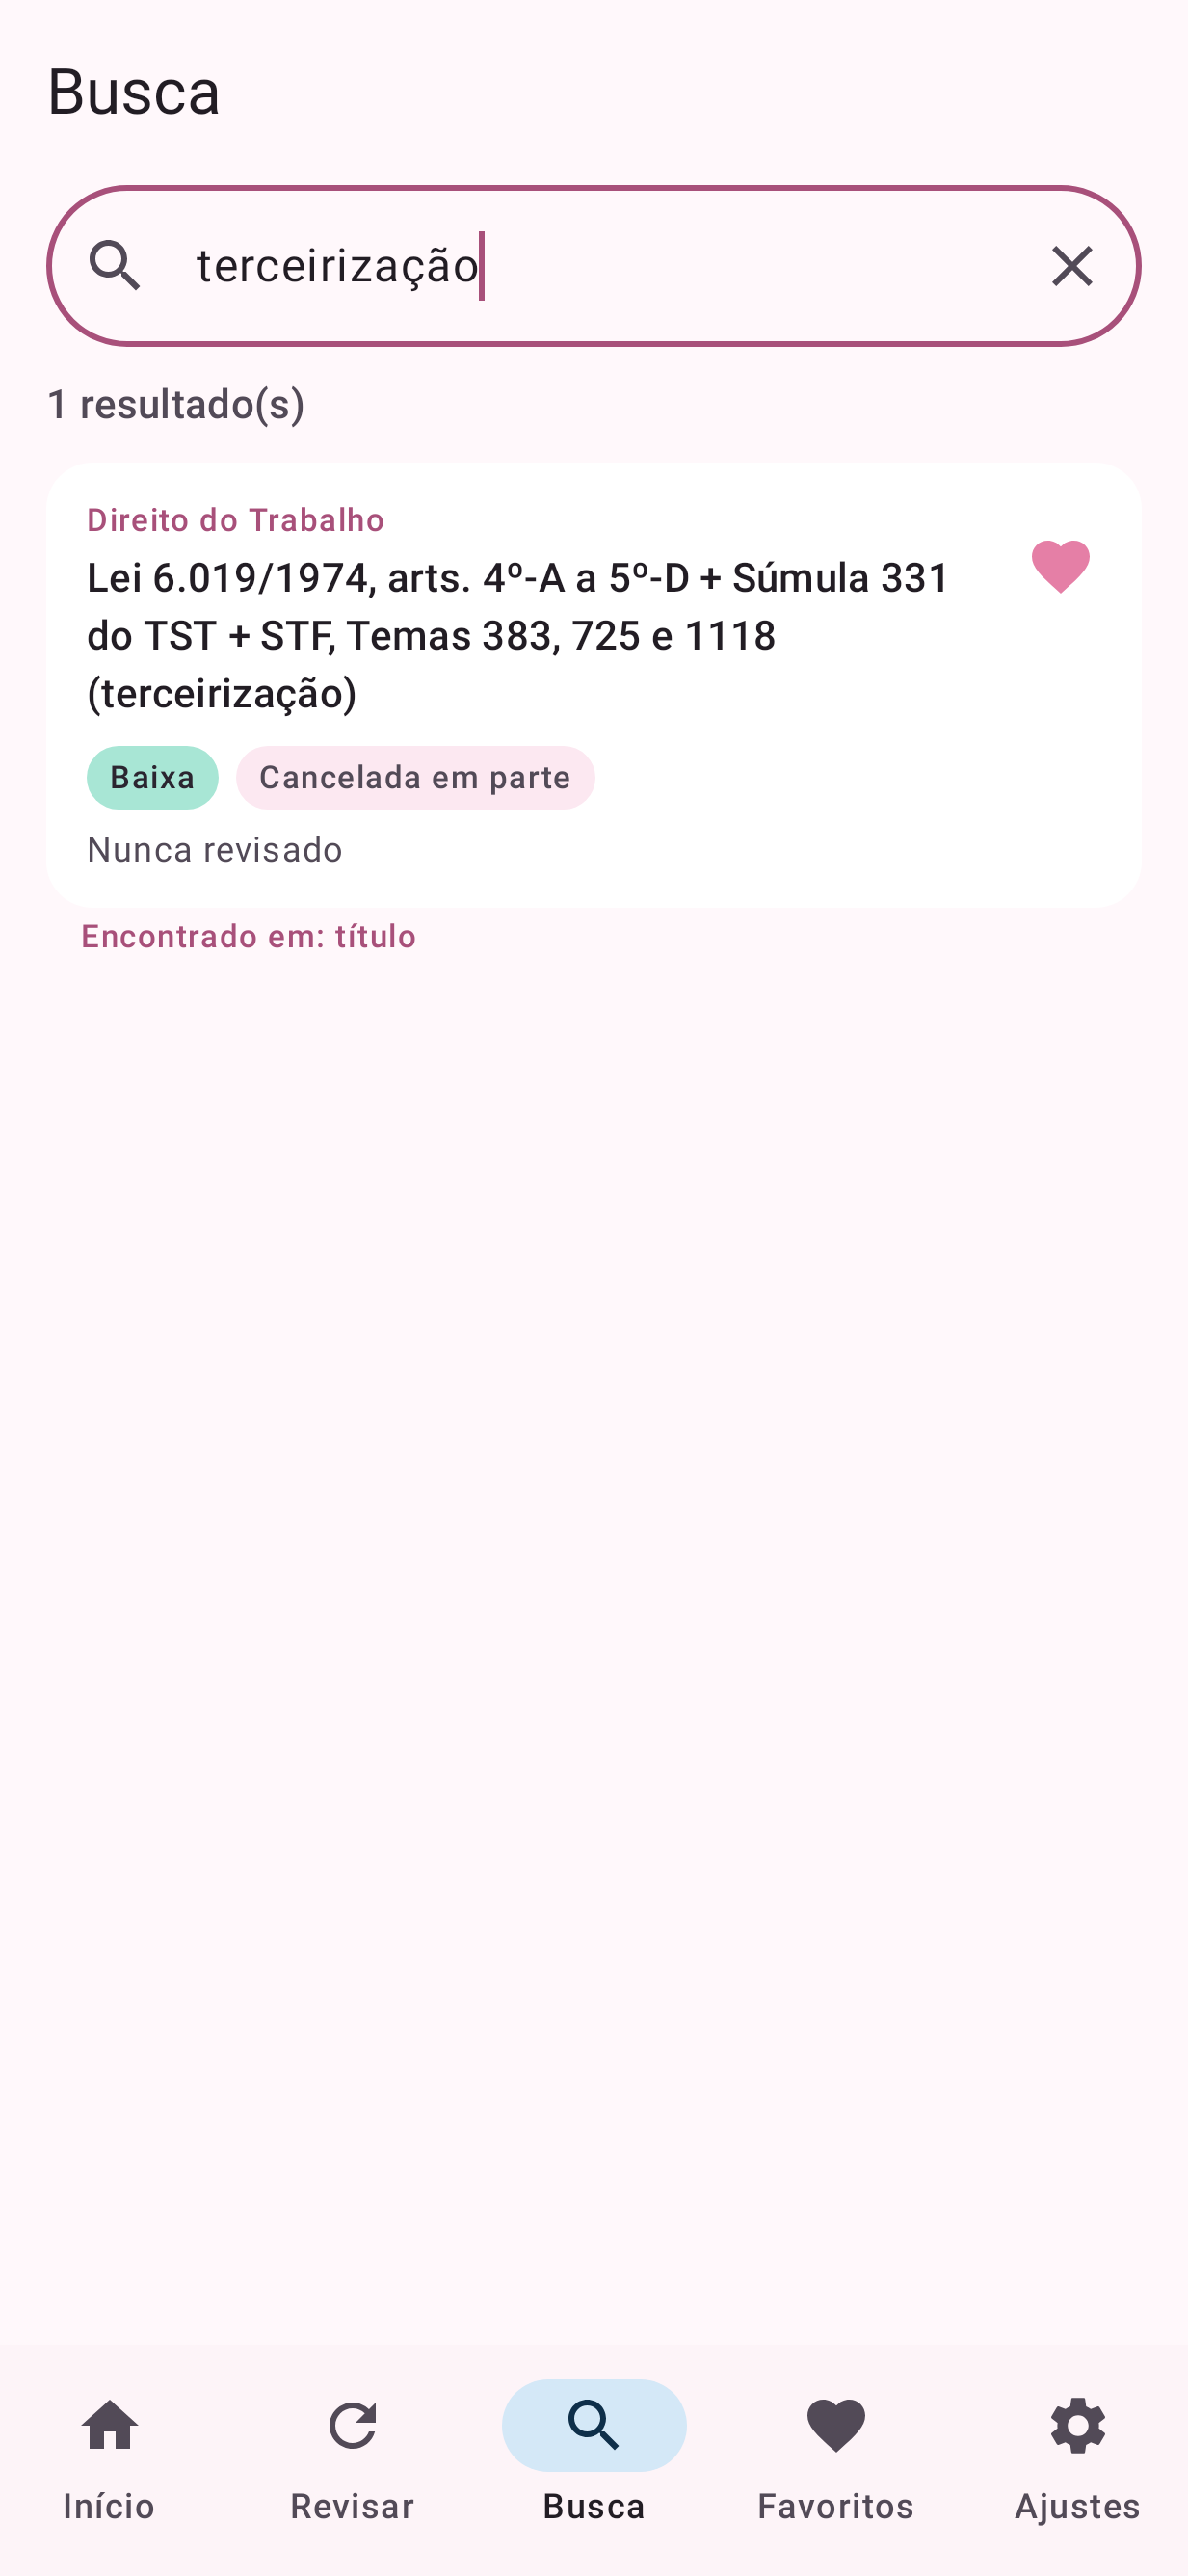 Busca
terceirização
1 resultado(s)
Direito do Trabalho
Lei 6.019/1974, arts. 4º-A a 5º-D + Súmula 331
do TST + STF, Temas 383, 725 e 1118
(terceirização)
Baixa
Cancelada em parte
Nunca revisado
Encontrado em: título
Início
Revisar
Busca
Favoritos
Ajustes